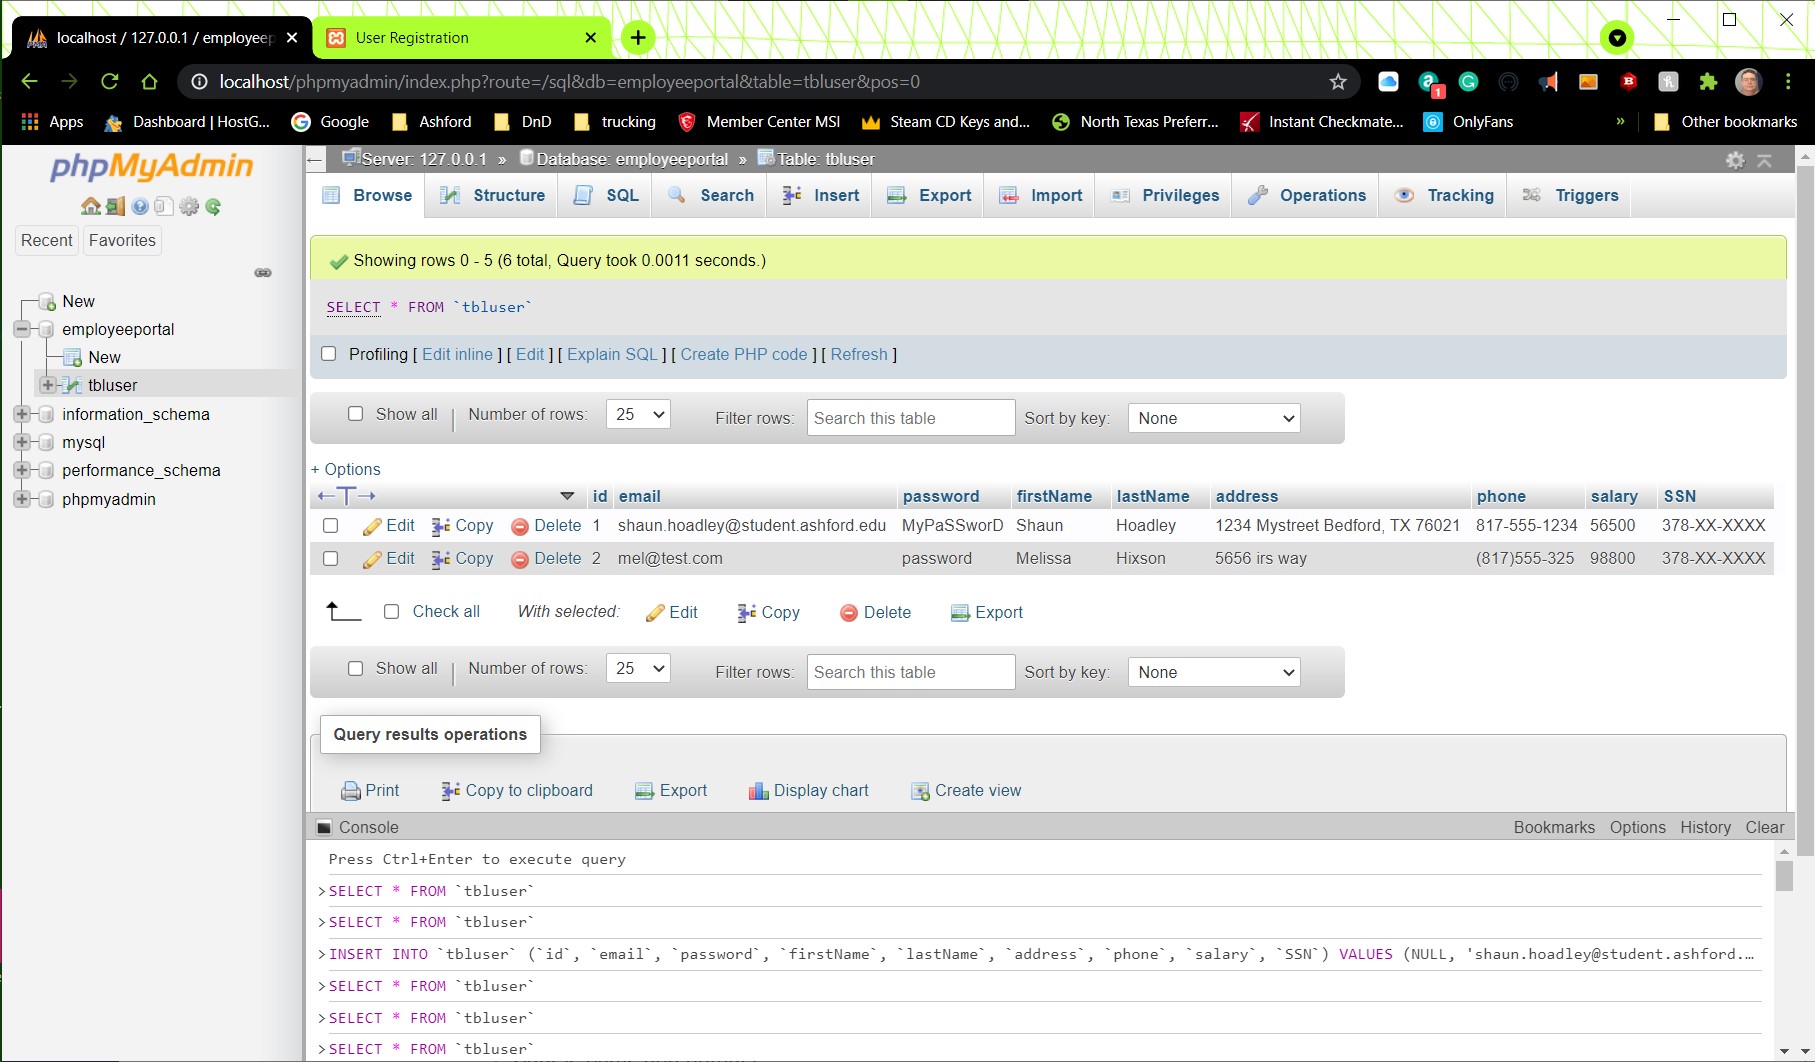 localhost / 127.0.0.1 / employeep
User Registration
localhost/phpmyadmin/index.php?route=/sql&db=employeeportal&table=tbluser&pos=0
1
Apps
Dashboard | HostG...
Google
Ashford
DnD
trucking
Member Center MSI
Steam CD Keys and...
North Texas Preferr...
Instant Checkmate...
OnlyFans
»
Other bookmarks
phpMyAdmin
Recent Favorites
New
employeeportal
New
tbluser
information_schema
mysql
performance_schema
phpmyadmin
Server: 127.0.0.1 » Database: employeeportal » Table: tbluser
Browse Structure SQL Search Insert Export Import Privileges Operations Tracking Triggers
Showing rows 0 - 5 (6 total, Query took 0.0011 seconds.)
SELECT * FROM `tbluser`
Profiling [ Edit inline ] [ Edit ] [ Explain SQL ] [ Create PHP code ] [ Refresh ]
Show all | Number of rows: 25 Filter rows: Search this table Sort by key: None
+ Options
←T→ id email password firstName lastName address phone salary SSN
Edit Copy Delete 1 shaun.hoadley@student.ashford.edu MyPaSSworD Shaun Hoadley 1234 Mystreet Bedford, TX 76021 817-555-1234 56500 378-XX-XXXX
Edit Copy Delete 2 mel@test.com password Melissa Hixson 5656 irs way (817)555-325 98800 378-XX-XXXX
Check all With selected: Edit Copy Delete Export
Show all | Number of rows: 25 Filter rows: Search this table Sort by key: None
Query results operations
Print Copy to clipboard Export Display chart Create view
Console Bookmarks Options History Clear
Press Ctrl+Enter to execute query
>SELECT * FROM `tbluser`
>SELECT * FROM `tbluser`
>INSERT INTO `tbluser` (`id`, `email`, `password`, `firstName`, `lastName`, `address`, `phone`, `salary`, `SSN`) VALUES (NULL, 'shaun.hoadley@student.ashford.…
>SELECT * FROM `tbluser`
>SELECT * FROM `tbluser`
>SELECT * FROM `tbluser`